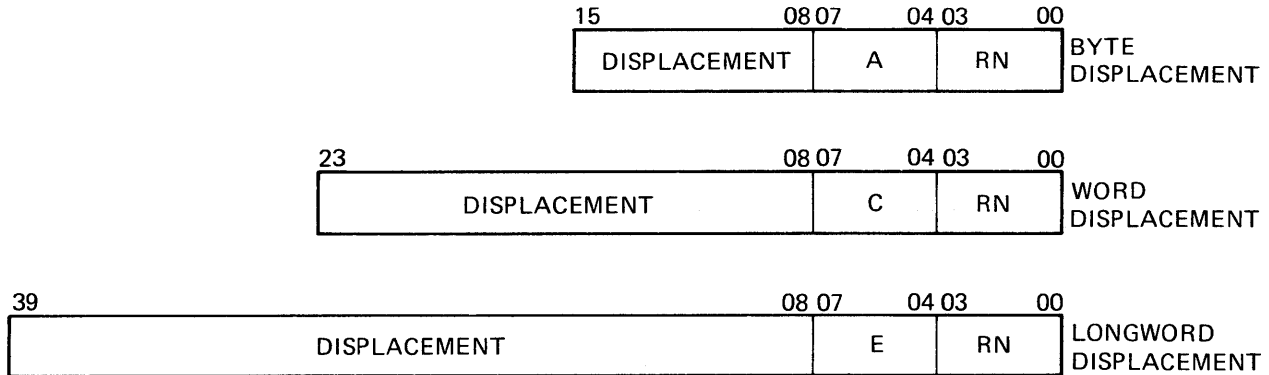 15 08 07 04 03 00
DISPLACEMENT A RN BYTE
DISPLACEMENT
23 08 07 04 03 00
DISPLACEMENT C RN WORD
DISPLACEMENT
39 08 07 04 03 00
DISPLACEMENT E RN LONGWORD
DISPLACEMENT